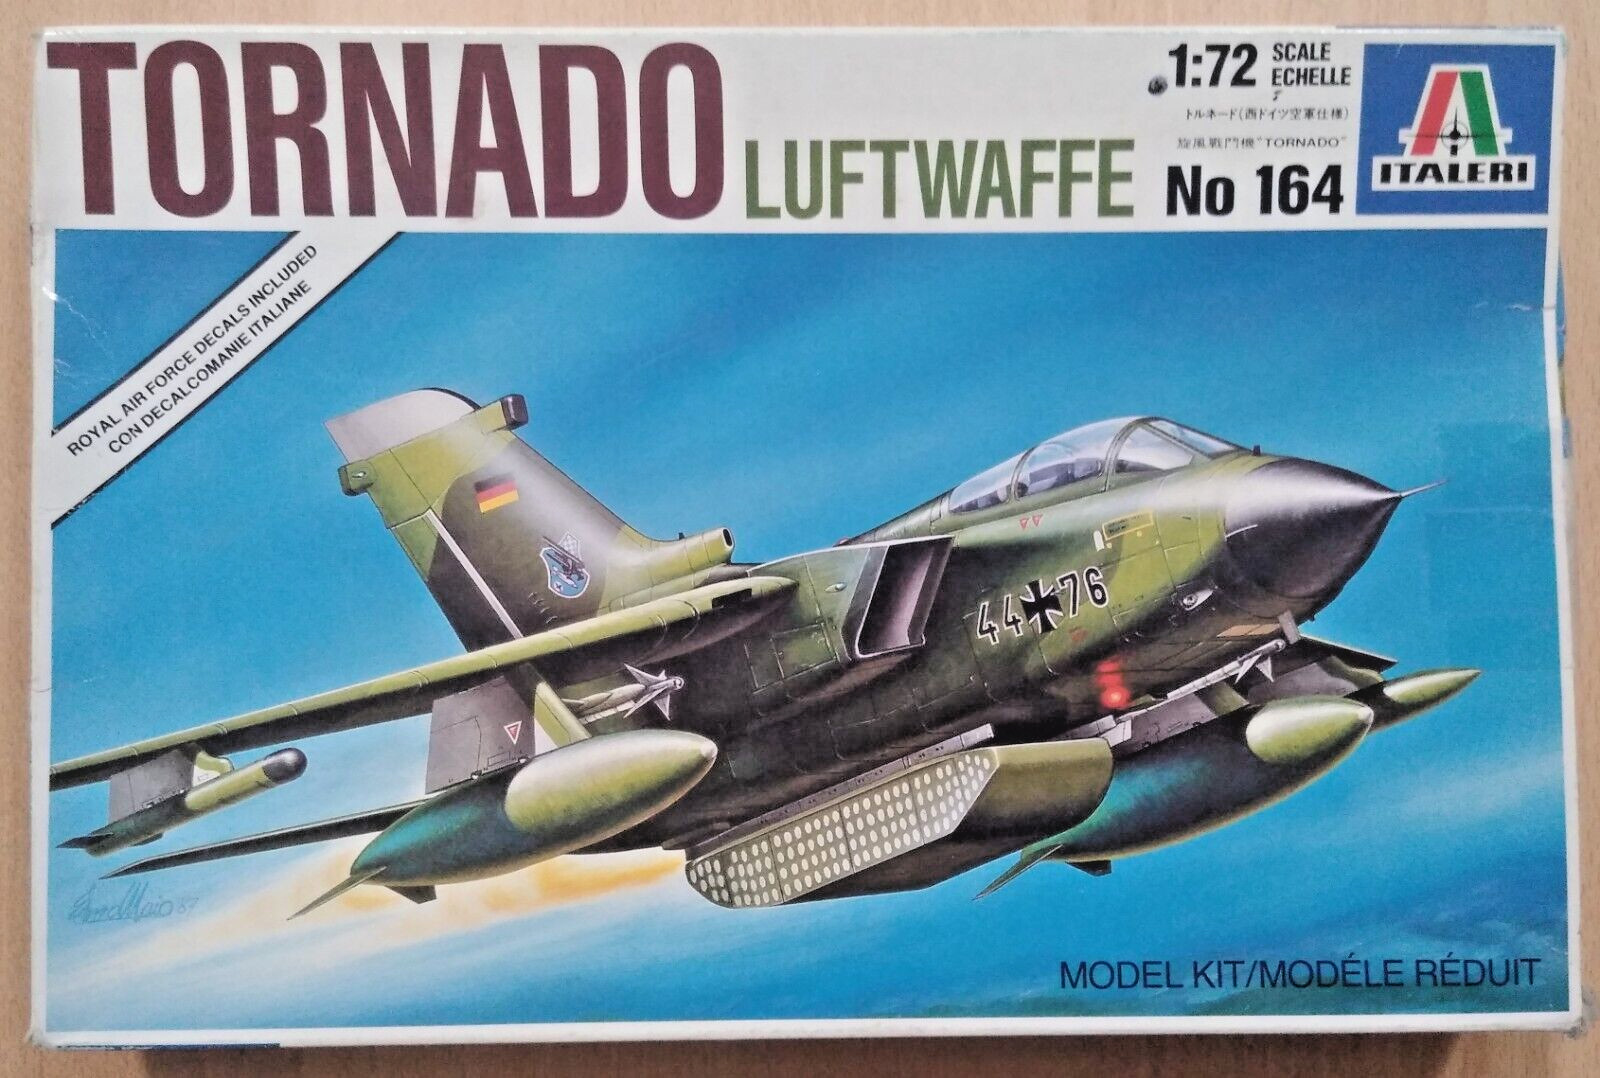 TORNADO
LUFTWAFFE
1:72 SCALE
ECHELLE
トルネード(西ドイツ空軍仕様)
旋風戰鬥機"TORNADO"
No 164
ITALERI
ROYAL AIR FORCE DECALS INCLUDED
CON DECALCOMANIE ITALIANE
44 76
MODEL KIT/MODÉLE RÉDUIT